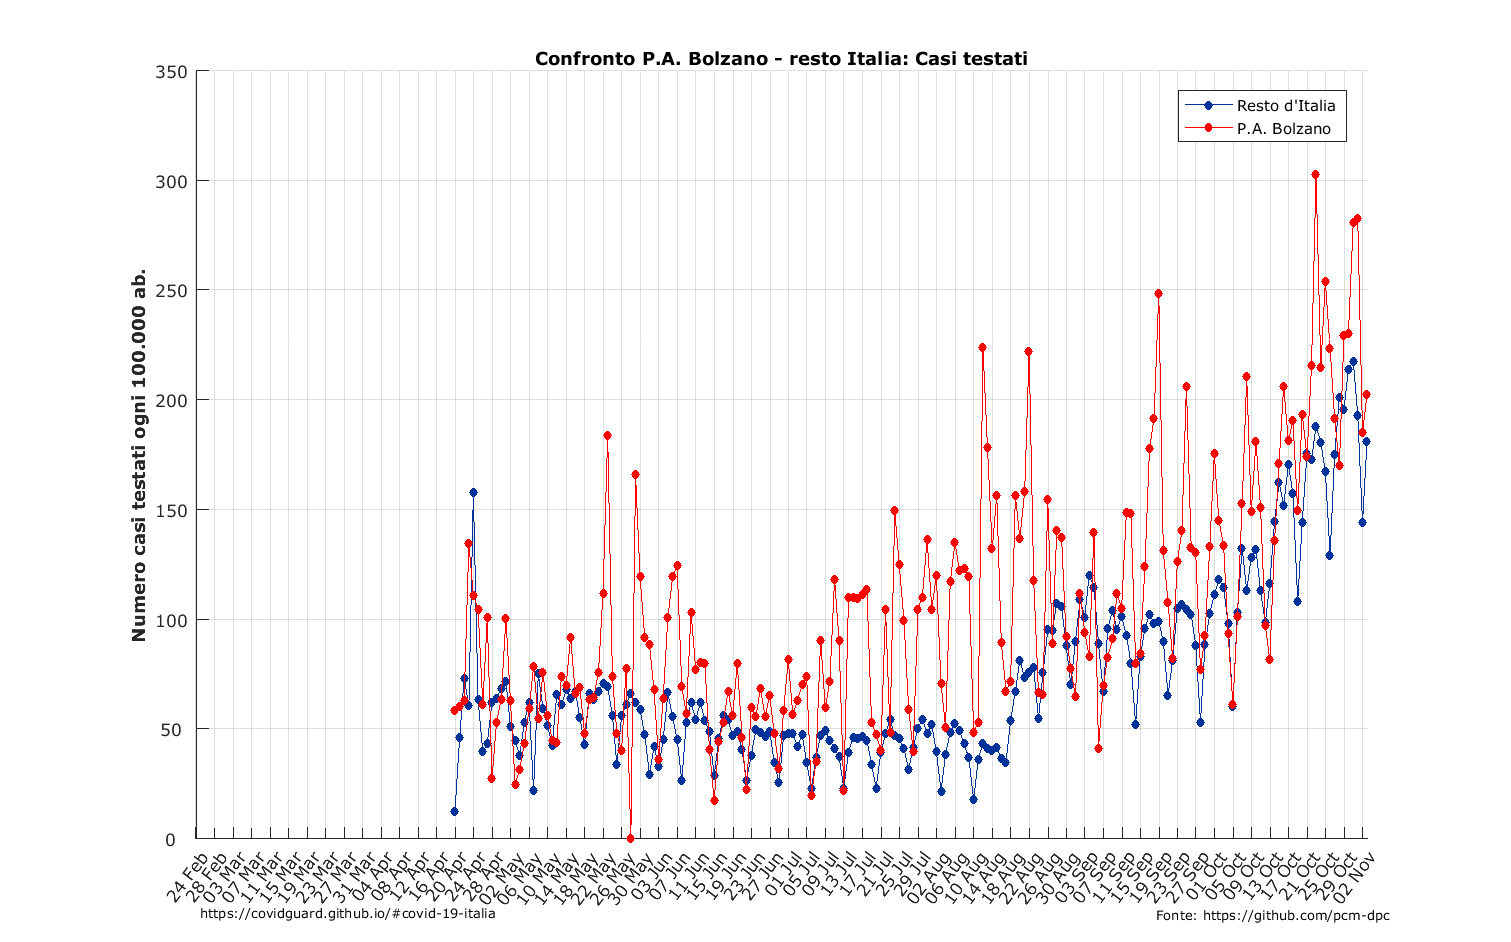 Confronto P.A. Bolzano - resto Italia: Casi testati
Numero casi testati ogni 100.000 ab.
350
300
250
200
150
100
50
0
Resto d'Italia
P.A. Bolzano
24 Feb
28 Feb
03 Mar
07 Mar
11 Mar
15 Mar
19 Mar
23 Mar
27 Mar
31 Mar
04 Apr
08 Apr
12 Apr
16 Apr
20 Apr
24 Apr
28 Apr
02 May
06 May
10 May
14 May
18 May
22 May
26 May
30 May
03 Jun
07 Jun
11 Jun
15 Jun
19 Jun
23 Jun
27 Jun
01 Jul
05 Jul
09 Jul
13 Jul
17 Jul
21 Jul
25 Jul
29 Jul
02 Aug
06 Aug
10 Aug
14 Aug
18 Aug
22 Aug
26 Aug
30 Aug
03 Sep
07 Sep
11 Sep
15 Sep
19 Sep
23 Sep
27 Sep
01 Oct
05 Oct
09 Oct
13 Oct
17 Oct
21 Oct
25 Oct
29 Oct
02 Nov
https://covidguard.github.io/#covid-19-italia
Fonte: https://github.com/pcm-dpc